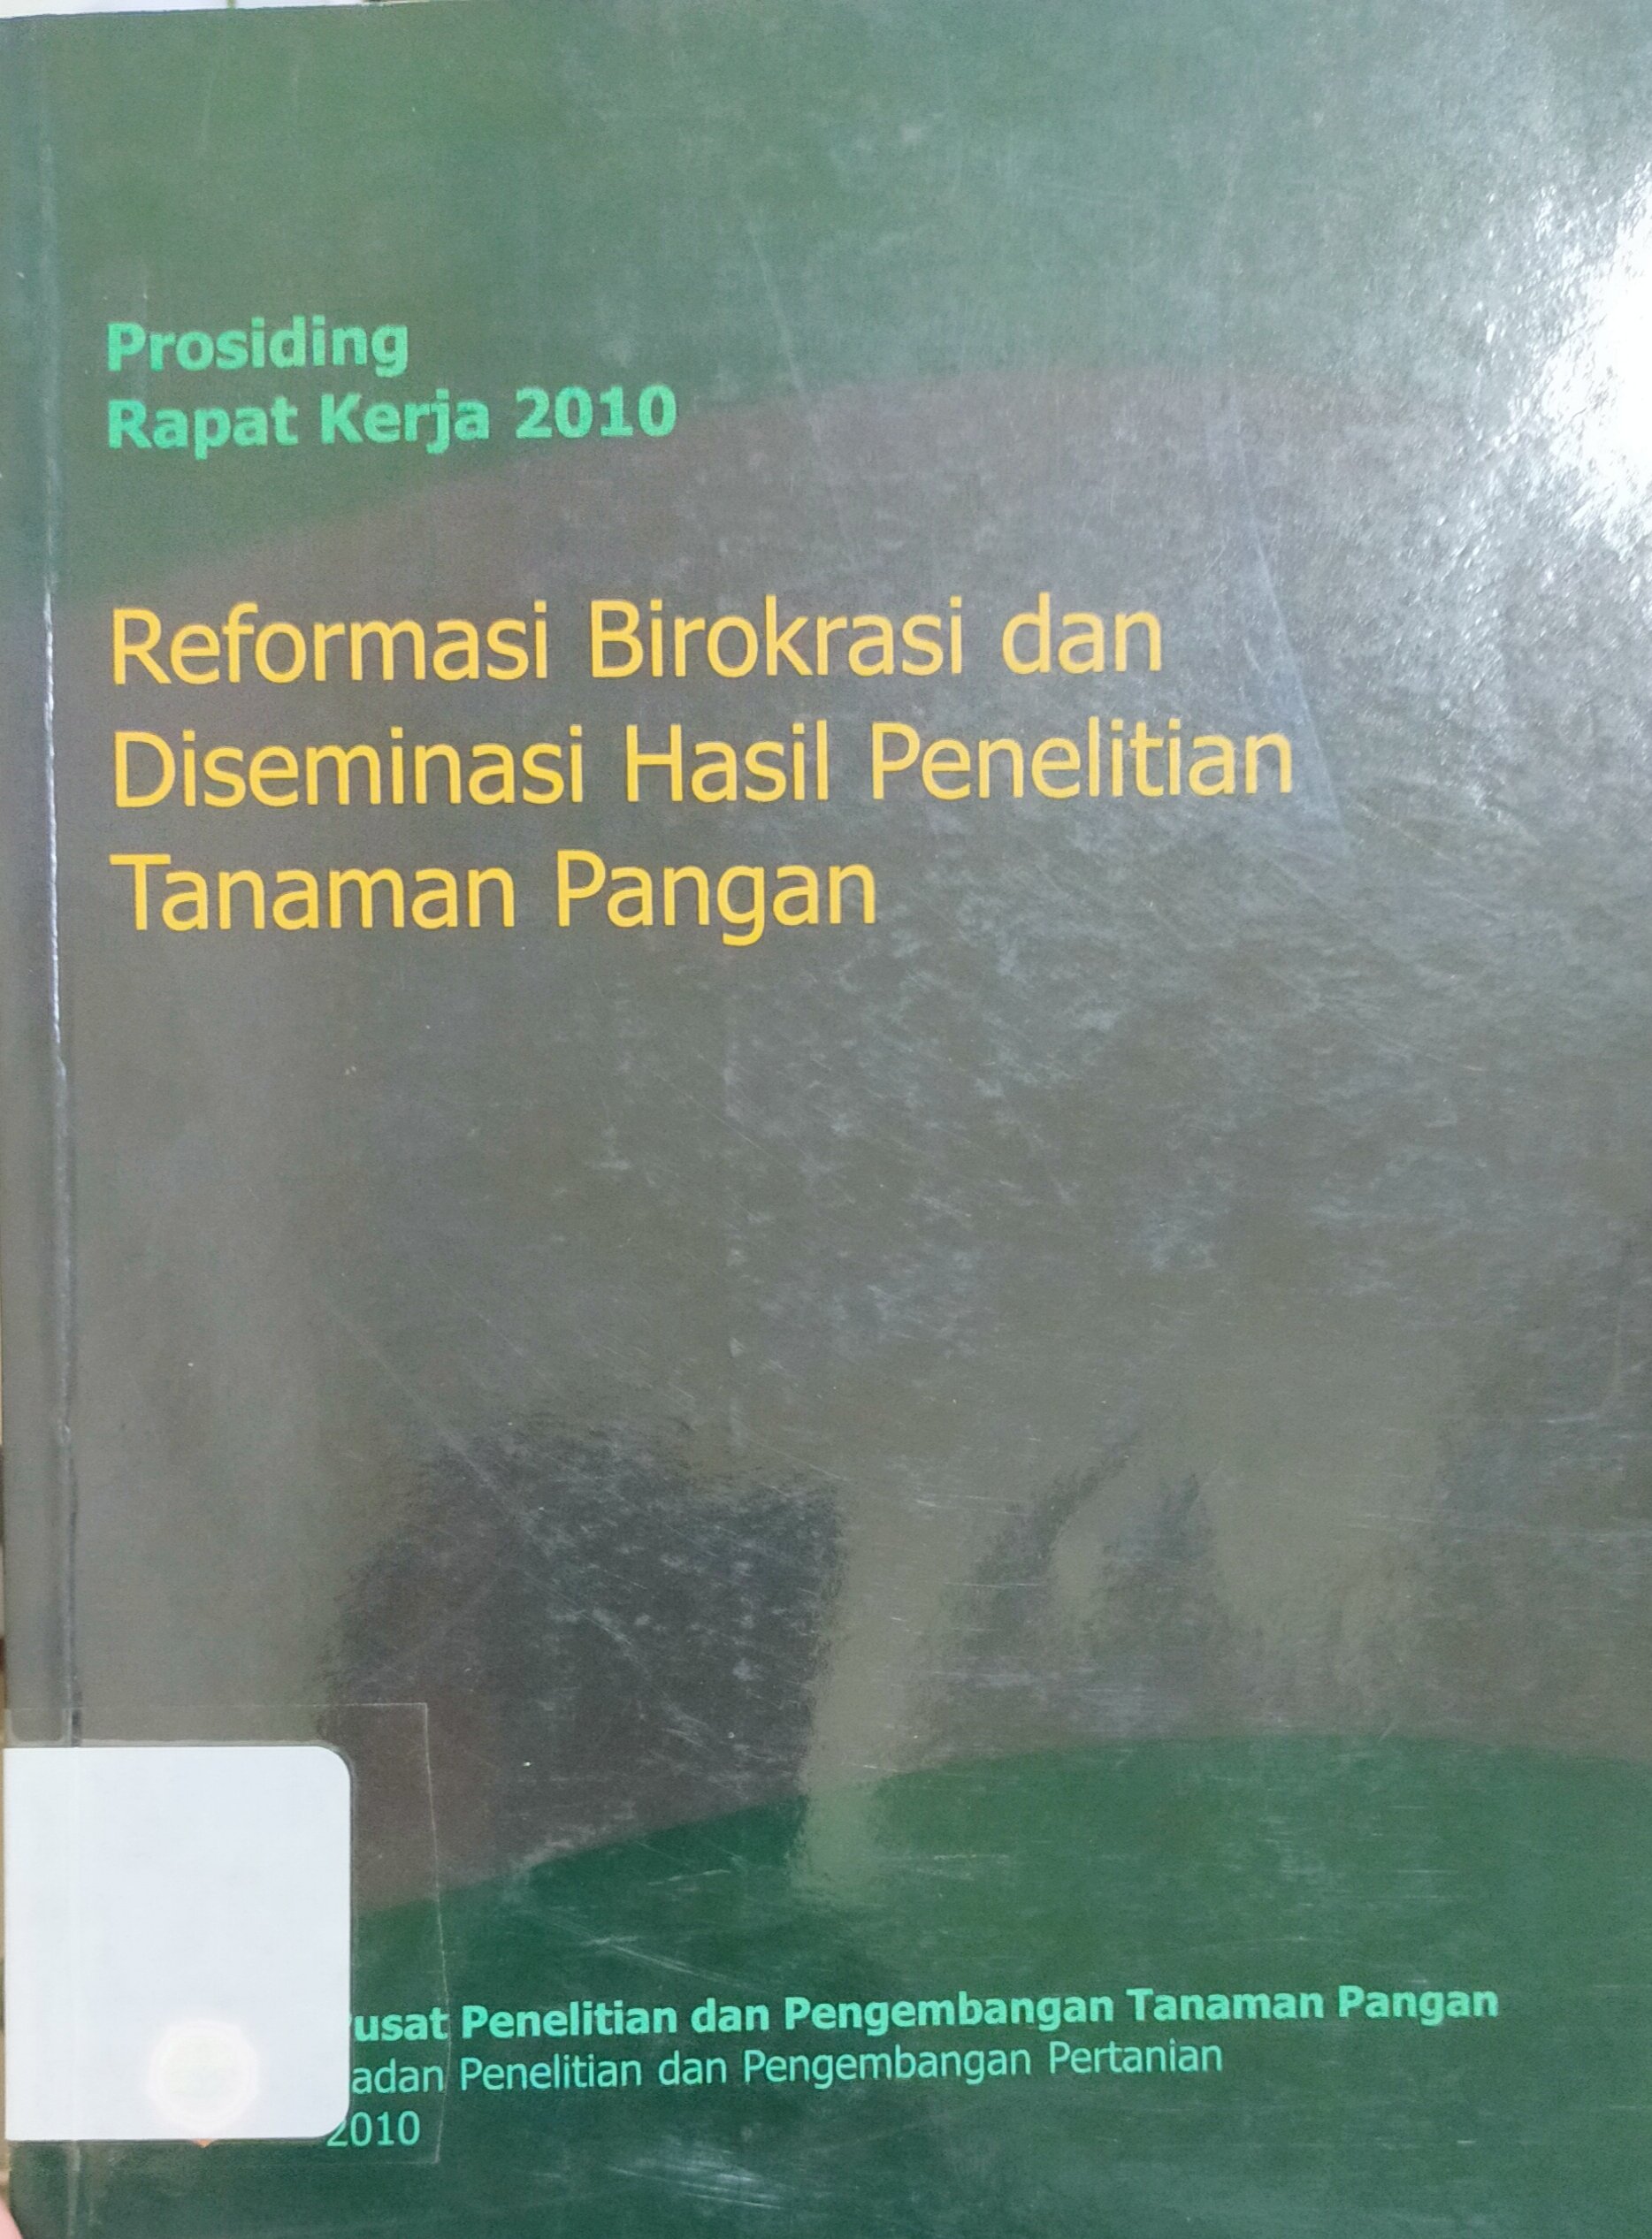 Prosiding
Rapat Kerja 2010
Reformasi Birokrasi dan
Diseminasi Hasil Penelitian
Tanaman Pangan
usat Penelitian dan Pengembangan Tanaman Pangan
adan Penelitian dan Pengembangan Pertanian
2010